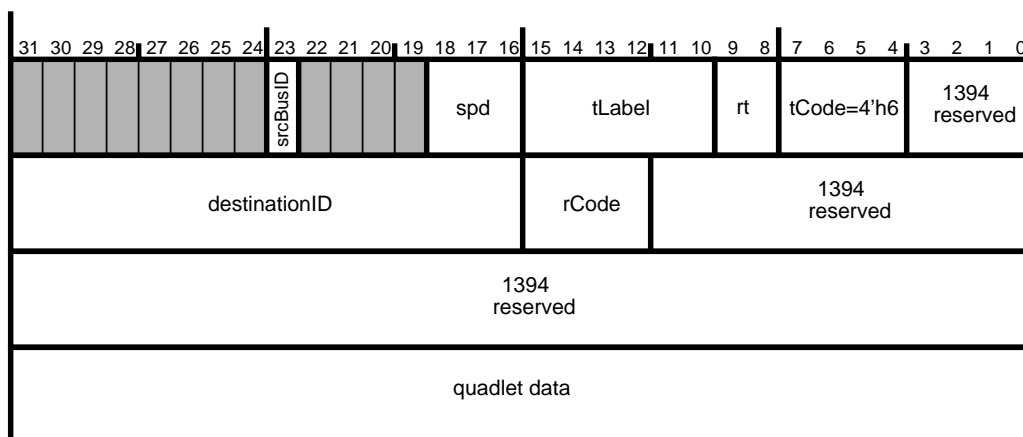 31 30 29 28 27 26 25 24 23 22 21 20 19 18 17 16 15 14 13 12 11 10 9 8 7 6 5 4 3 2 1 0
srcBusID spd tLabel rt tCode=4'h6 1394
reserved
destinationID rCode 1394
reserved
1394
reserved
quadlet data